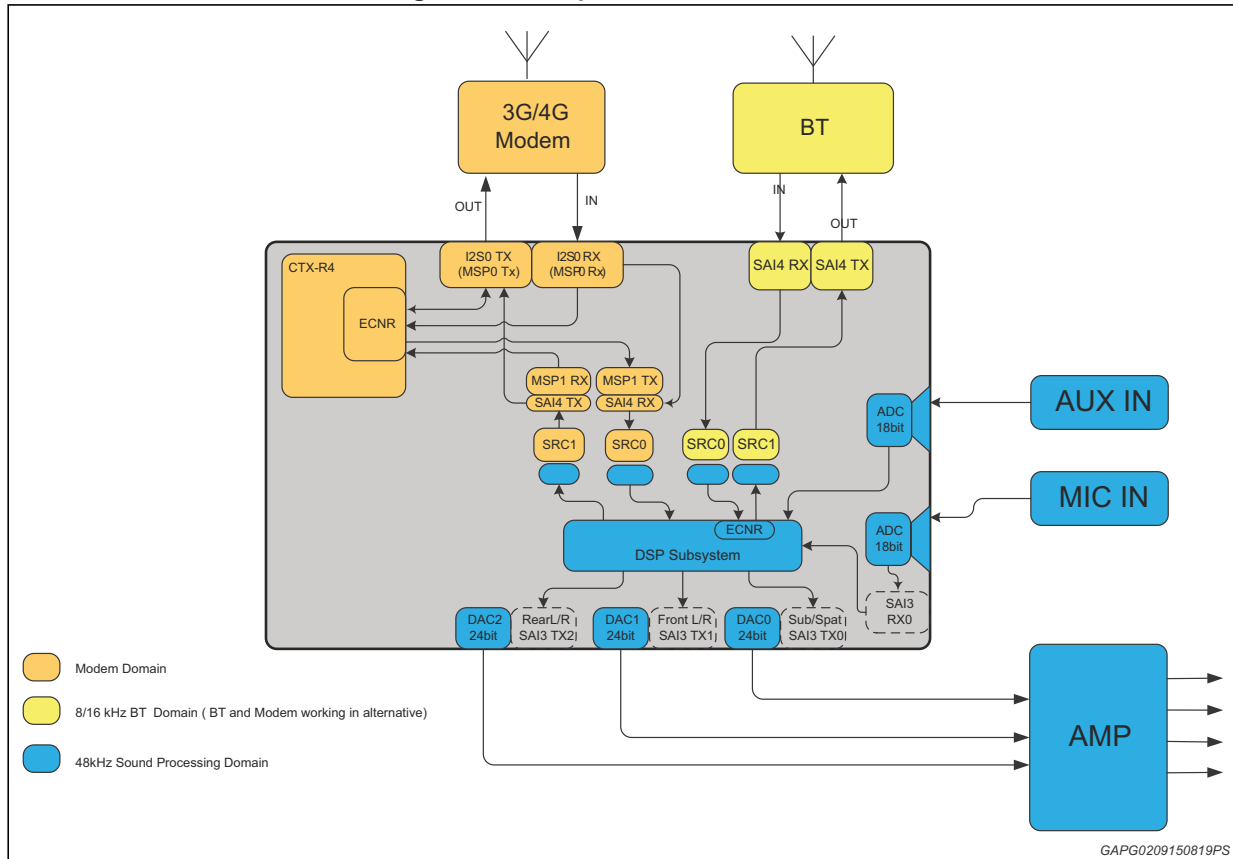 3G/4G
Modem
BT
OUT
IN
IN
OUT
CTX-R4
ECNR
I2S0 TX
(MSP0 Tx)
I2S0 RX
(MSP0 Rx)
SAI4 RX
SAI4 TX
MSP1 RX
SAI4 TX
MSP1 TX
SAI4 RX
SRC1
SRC0
SRC0
SRC1
ADC
18bit
AUX IN
MIC IN
ADC
18bit
ECNR
DSP Subsystem
SAI3
RX0
DAC2
24bit
RearL/R
SAI3 TX2
DAC1
24bit
Front L/R
SAI3 TX1
DAC0
24bit
Sub/Spat
SAI3 TX0
Modem Domain
8/16 kHz BT Domain ( BT and Modem working in alternative)
48kHz Sound Processing Domain
AMP
GAPG0209150819PS